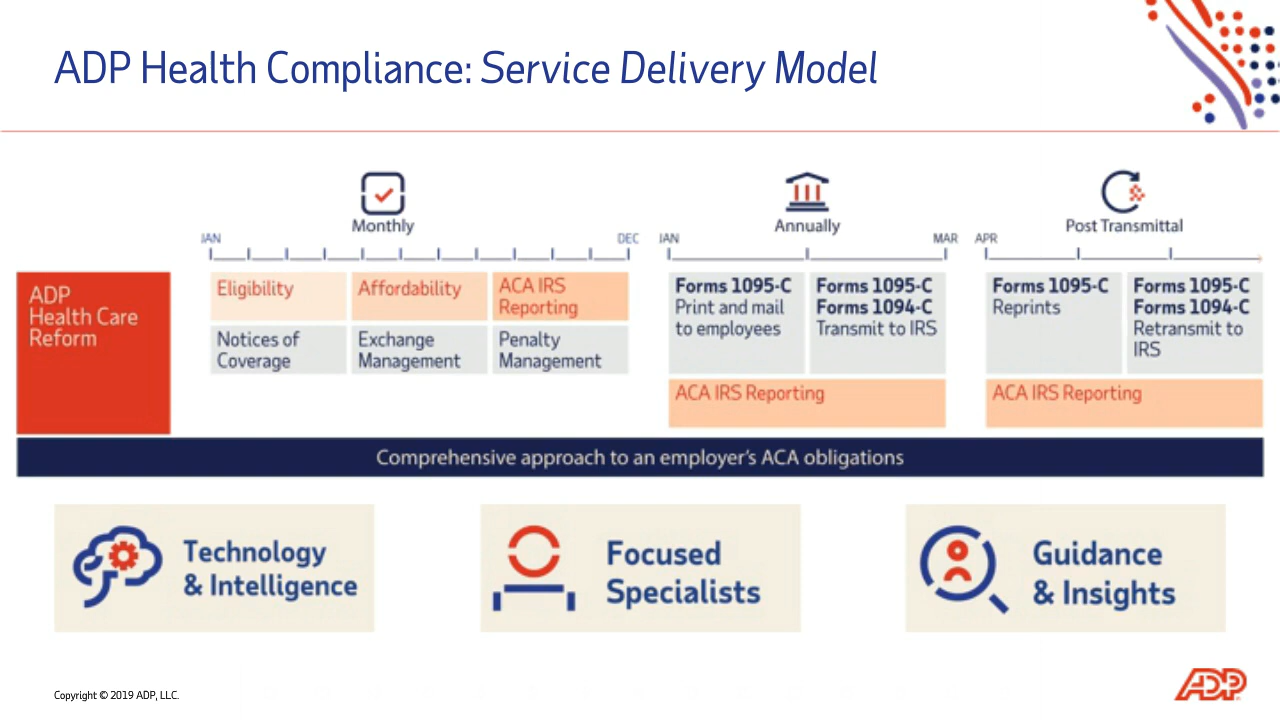 ADP Health Compliance: Service Delivery Model
Monthly
JAN
DEC
Annually
JAN
MAR
Post Transmittal
APR
ADP
Health Care
Reform
Eligibility
Affordability
ACA IRS
Reporting
Notices of
Coverage
Exchange
Management
Penalty
Management
Forms 1095-C
Print and mail
to employees
Forms 1095-C
Forms 1094-C
Transmit to IRS
ACA IRS Reporting
Forms 1095-C
Reprints
Forms 1095-C
Forms 1094-C
Retransmit to
IRS
ACA IRS Reporting
Comprehensive approach to an employer's ACA obligations
Technology
& Intelligence
Focused
Specialists
Guidance
& Insights
Copyright © 2019 ADP, LLC.
ADP